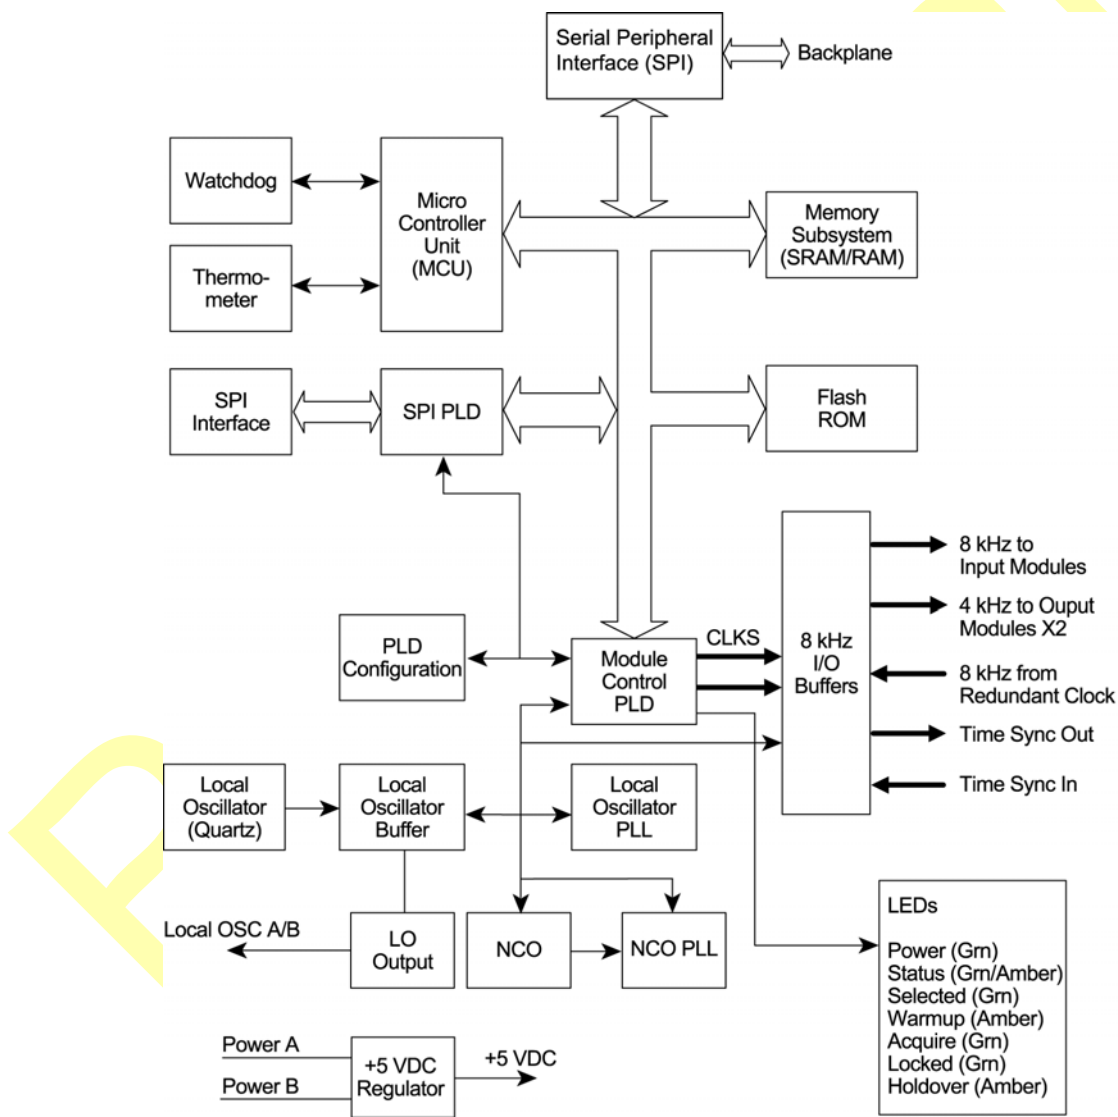 Serial Peripheral
Interface (SPI)
Backplane
Watchdog
Micro
Controller
Unit
(MCU)
Memory
Subsystem
(SRAM/RAM)
Thermo-
meter
SPI
Interface
SPI PLD
Flash
ROM
8 kHz to
Input Modules
4 kHz to Ouput
Modules X2
8 kHz from
Redundant Clock
Time Sync Out
Time Sync In
8 kHz
I/O
Buffers
CLKS
PLD
Configuration
Module
Control
PLD
Local
Oscillator
(Quartz)
Local
Oscillator
Buffer
Local
Oscillator
PLL
Local OSC A/B
LO
Output
NCO
NCO PLL
LEDs
Power (Grn)
Status (Grn/Amber)
Selected (Grn)
Warmup (Amber)
Acquire (Grn)
Locked (Grn)
Holdover (Amber)
Power A
Power B
+5 VDC
Regulator
+5 VDC